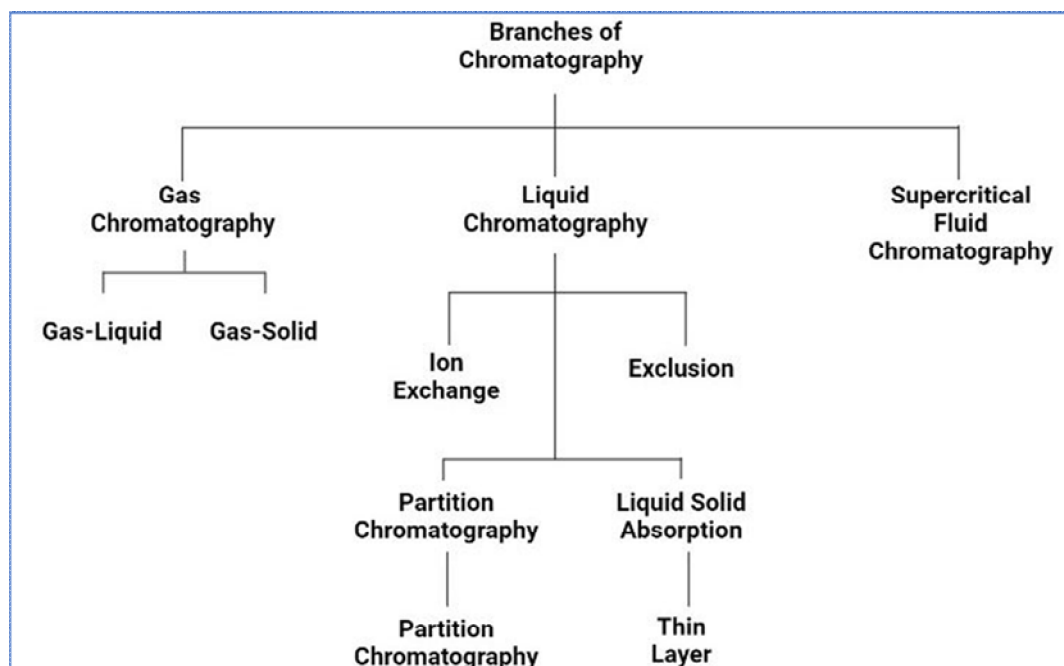 Branches of
Chromatography
Gas
Chromatography
Liquid
Chromatography
Supercritical
Fluid
Chromatography
Gas-Liquid
Gas-Solid
Ion
Exchange
Exclusion
Partition
Chromatography
Liquid Solid
Absorption
Partition
Chromatography
Thin
Layer